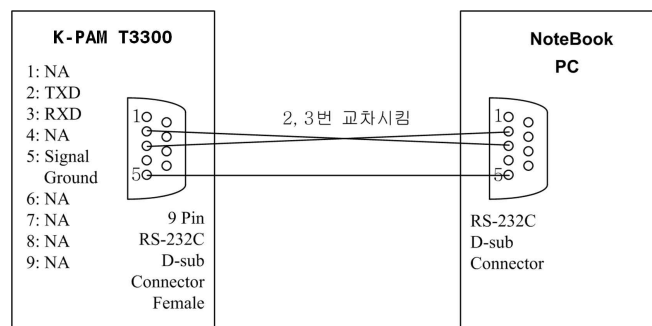 K-PAM T3300
1: NA
2: TXD
3: RXD
4: NA
5: Signal
Ground
6: NA
7: NA
8: NA
9: NA
1
5
9 Pin
RS-232C
D-sub
Connector
Female
2, 3번 교차시킴
NoteBook
PC
1
5
RS-232C
D-sub
Connector